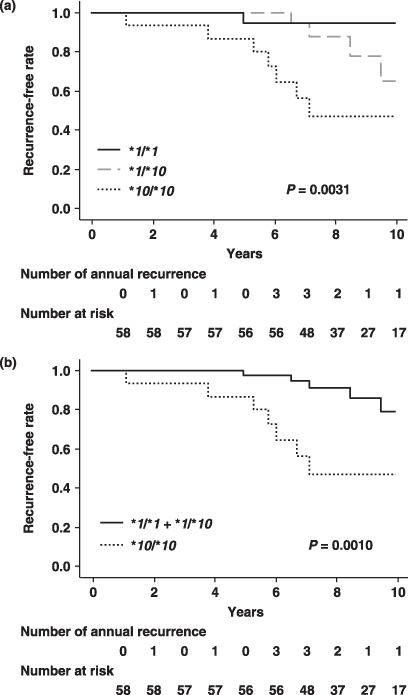 (a)
1.0
0.8
0.6
0.4
0.2
0.0
Recurrence-free rate
*1/*1
*1/*10
*10/*10
P = 0.0031
0 2 4 6 8 10
Years
Number of annual recurrence
0 1 0 1 0 3 3 2 1 1
Number at risk
58 58 57 57 56 56 48 37 27 17
(b)
1.0
0.8
0.6
0.4
0.2
0.0
Recurrence-free rate
*1/*1 + *1/*10
*10/*10
P = 0.0010
0 2 4 6 8 10
Years
Number of annual recurrence
0 1 0 1 0 3 3 2 1 1
Number at risk
58 58 57 57 56 56 48 37 27 17